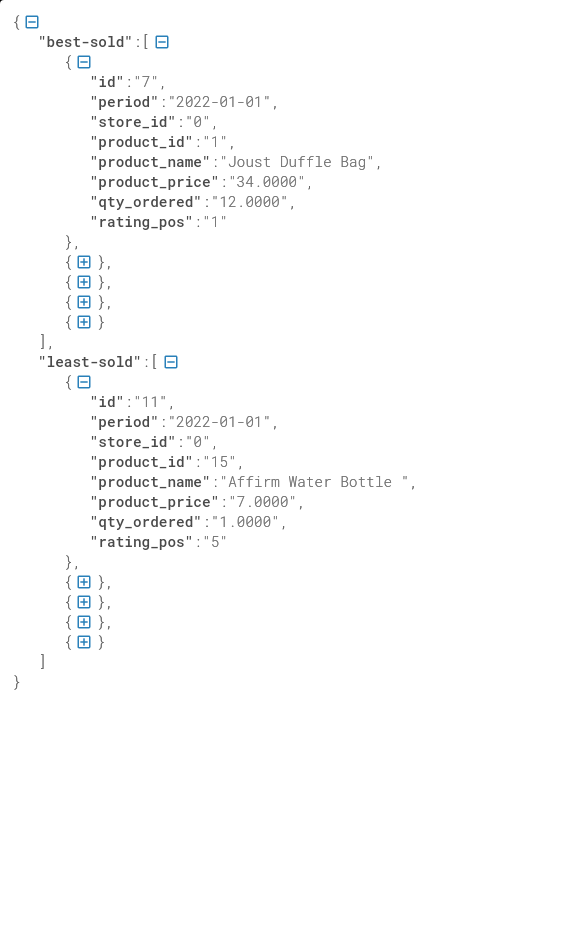 {
"best-sold":[
{
"id":"7",
"period":"2022-01-01",
"store_id":"0",
"product_id":"1",
"product_name":"Joust Duffle Bag",
"product_price":"34.0000",
"qty_ordered":"12.0000",
"rating_pos":"1"
},
{ },
{ },
{ },
{ }
],
"least-sold":[
{
"id":"11",
"period":"2022-01-01",
"store_id":"0",
"product_id":"15",
"product_name":"Affirm Water Bottle ",
"product_price":"7.0000",
"qty_ordered":"1.0000",
"rating_pos":"5"
},
{ },
{ },
{ },
{ }
]
}